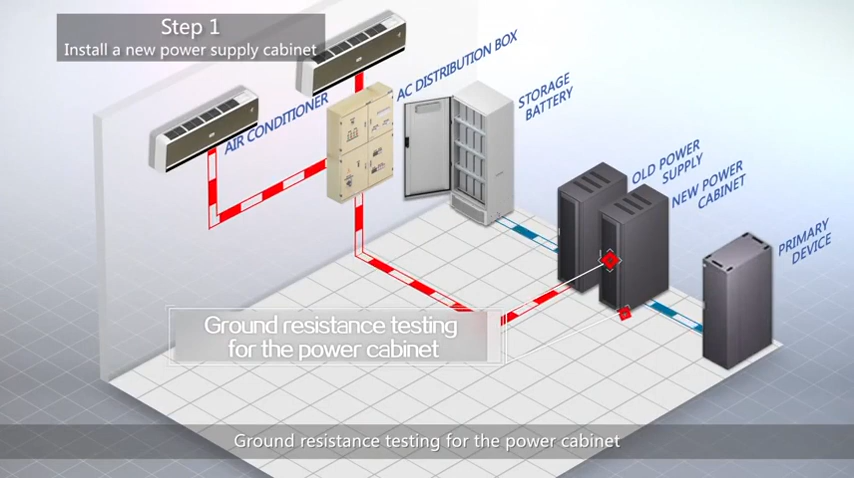 Step 1
Install a new power supply cabinet
AIR CONDITIONER
AC DISTRIBUTION BOX
STORAGE
BATTERY
OLD POWER
SUPPLY
NEW POWER
CABINET
PRIMARY
DEVICE
Ground resistance testing
for the power cabinet
Ground resistance testing for the power cabinet